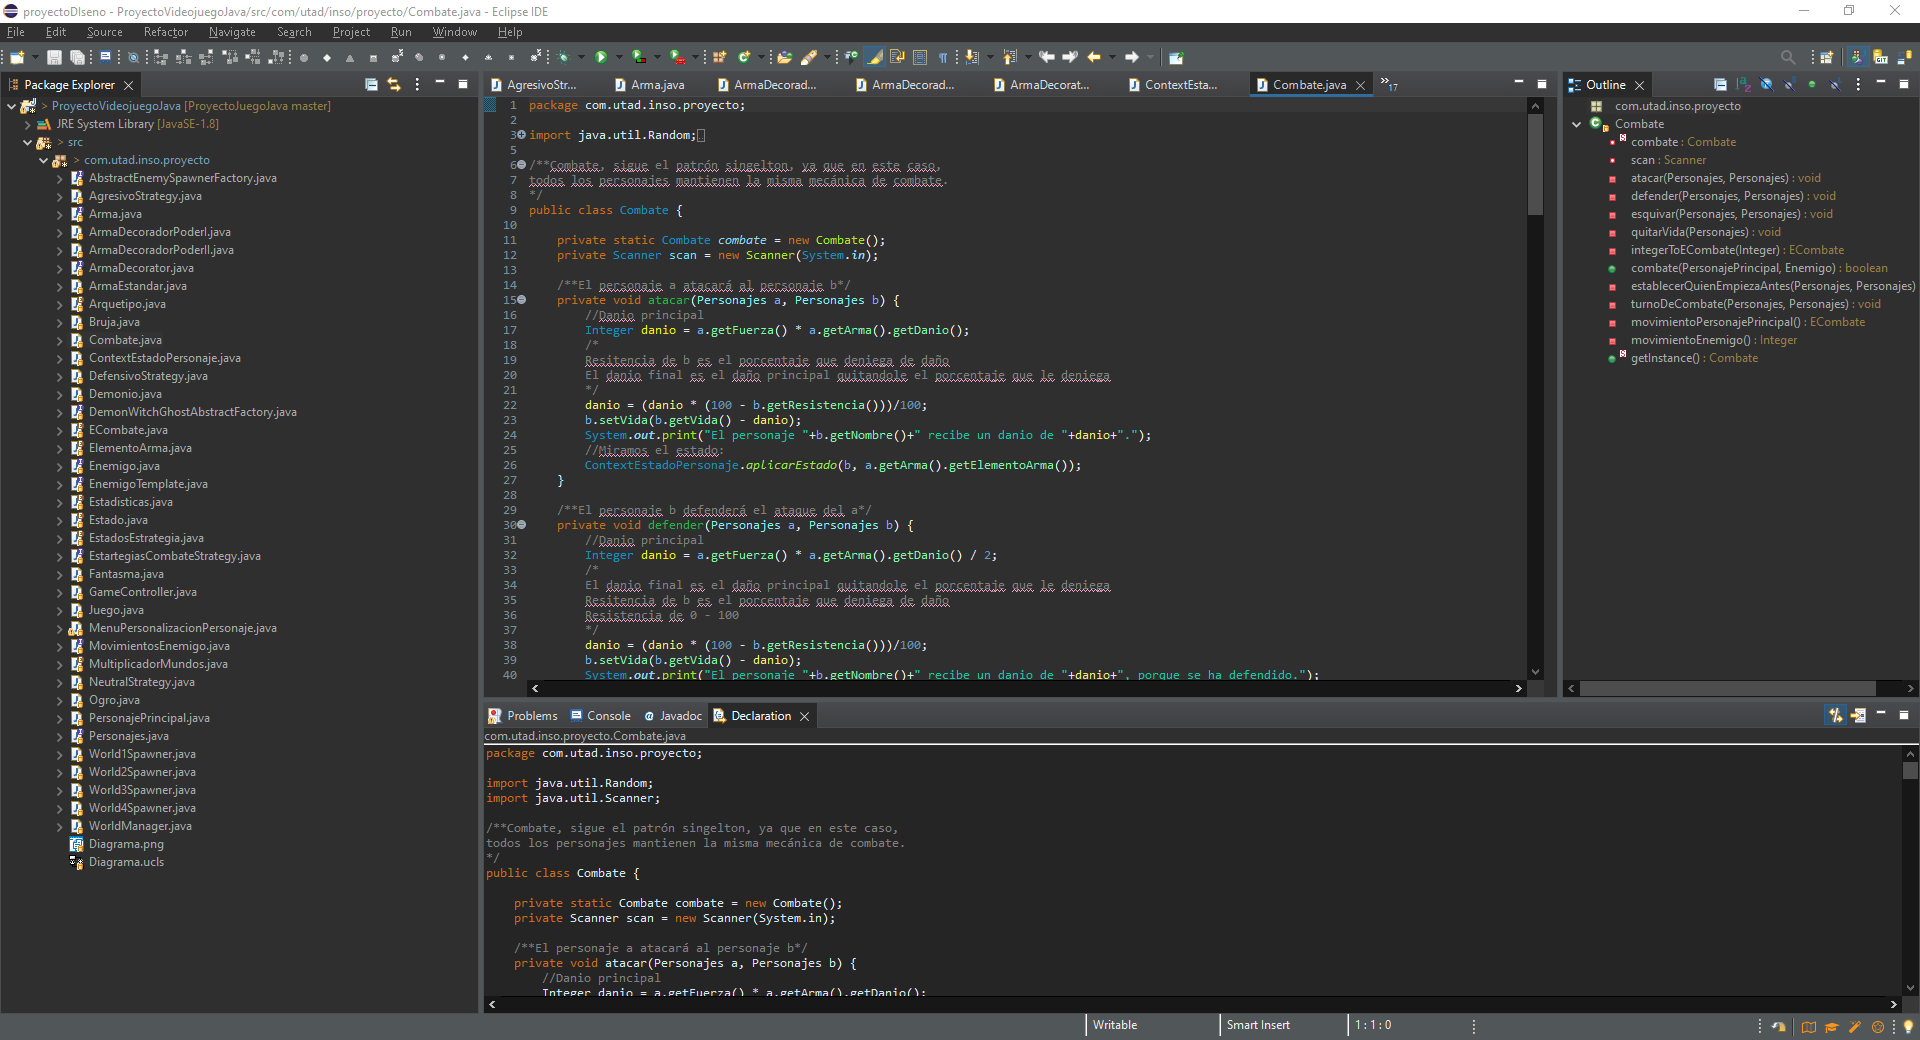 proyectoDIseno - ProyectoVideojuegoJava/src/com/utad/inso/proyecto/Combate.java - Eclipse IDE
File Edit Source Refactor Navigate Search Project Run Window Help
Package Explorer
> ProyectoVideojuegoJava [ProyectoJuegoJava master]
JRE System Library [JavaSE-1.8]
> src
> com.utad.inso.proyecto
AbstractEnemySpawnerFactory.java
AgresivoStrategy.java
Arma.java
ArmaDecoradorPoderI.java
ArmaDecoradorPoderII.java
ArmaDecorator.java
ArmaEstandar.java
Arquetipo.java
Bruja.java
Combate.java
ContextEstadoPersonaje.java
DefensivoStrategy.java
Demonio.java
DemonWitchGhostAbstractFactory.java
ECombate.java
ElementoArma.java
Enemigo.java
EnemigoTemplate.java
Estadisticas.java
Estado.java
EstadosEstrategia.java
EstartegiasCombateStrategy.java
Fantasma.java
GameController.java
Juego.java
MenuPersonalizacionPersonaje.java
MovimientosEnemigo.java
MultiplicadorMundos.java
NeutralStrategy.java
Ogro.java
PersonajePrincipal.java
Personajes.java
World1Spawner.java
World2Spawner.java
World3Spawner.java
World4Spawner.java
WorldManager.java
Diagrama.png
Diagrama.ucls
AgresivoStr... Arma.java ArmaDecorad... ArmaDecorad... ArmaDecorat... ContextEsta... Combate.java »17
1 package com.utad.inso.proyecto;
2
3 import java.util.Random;
5
6 /**Combate, sigue el patrón singelton, ya que en este caso,
7 todos los personajes mantienen la misma mecánica de combate.
8 */
9 public class Combate {
10
11 private static Combate combate = new Combate();
12 private Scanner scan = new Scanner(System.in);
13
14 /**El personaje a atacará al personaje b*/
15 private void atacar(Personajes a, Personajes b) {
16 //Danio principal
17 Integer danio = a.getFuerza() * a.getArma().getDanio();
18 /*
19 Resitencia de b es el porcentaje que deniega de daño
20 El danio final es el daño principal quitandole el porcentaje que le deniega
21 */
22 danio = (danio * (100 - b.getResistencia()))/100;
23 b.setVida(b.getVida() - danio);
24 System.out.print("El personaje "+b.getNombre()+" recibe un danio de "+danio+".");
25 //Miramos el estado:
26 ContextEstadoPersonaje.aplicarEstado(b, a.getArma().getElementoArma());
27 }
28
29 /**El personaje b defenderá el ataque del a*/
30 private void defender(Personajes a, Personajes b) {
31 //Danio principal
32 Integer danio = a.getFuerza() * a.getArma().getDanio() / 2;
33 /*
34 El danio final es el daño principal quitandole el porcentaje que le deniega
35 Resitencia de b es el porcentaje que deniega de daño
36 Resistencia de 0 - 100
37 */
38 danio = (danio * (100 - b.getResistencia()))/100;
39 b.setVida(b.getVida() - danio);
40 System.out.print("El personaje "+b.getNombre()+" recibe un danio de "+danio+", porque se ha defendido.");
Outline
com.utad.inso.proyecto
Combate
combate : Combate
scan : Scanner
atacar(Personajes, Personajes) : void
defender(Personajes, Personajes) : void
esquivar(Personajes, Personajes) : void
quitarVida(Personajes) : void
integerToECombate(Integer) : ECombate
combate(PersonajePrincipal, Enemigo) : boolean
establecerQuienEmpiezaAntes(Personajes, Personajes)
turnoDeCombate(Personajes, Personajes) : void
movimientoPersonajePrincipal() : ECombate
movimientoEnemigo() : Integer
getInstance() : Combate
Problems Console Javadoc Declaration
com.utad.inso.proyecto.Combate.java
package com.utad.inso.proyecto;
import java.util.Random;
import java.util.Scanner;
/**Combate, sigue el patrón singelton, ya que en este caso,
todos los personajes mantienen la misma mecánica de combate.
*/
public class Combate {
private static Combate combate = new Combate();
private Scanner scan = new Scanner(System.in);
/**El personaje a atacará al personaje b*/
private void atacar(Personajes a, Personajes b) {
//Danio principal
Integer danio = a.getFuerza() * a.getArma().getDanio();
Writable Smart Insert 1 : 1 : 0